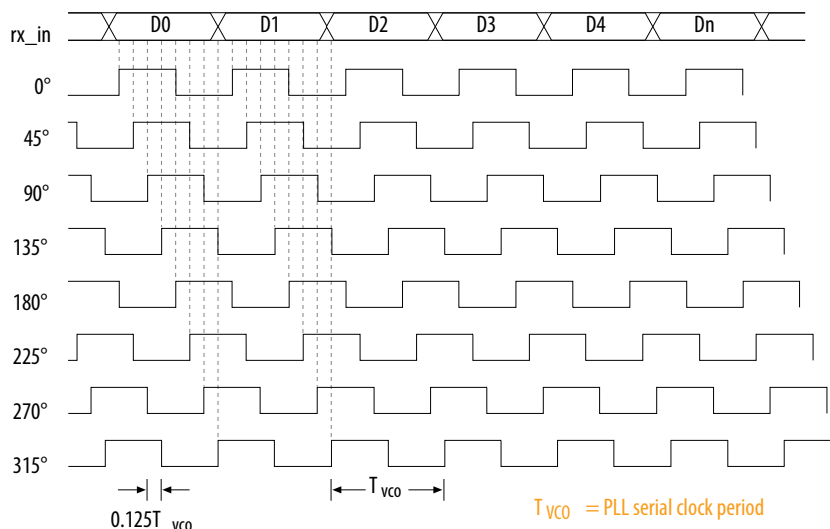 rx_in D0 D1 D2 D3 D4 Dn
0°
45°
90°
135°
180°
225°
270°
315°
T VCO
0.125T VCO
T VCO = PLL serial clock period